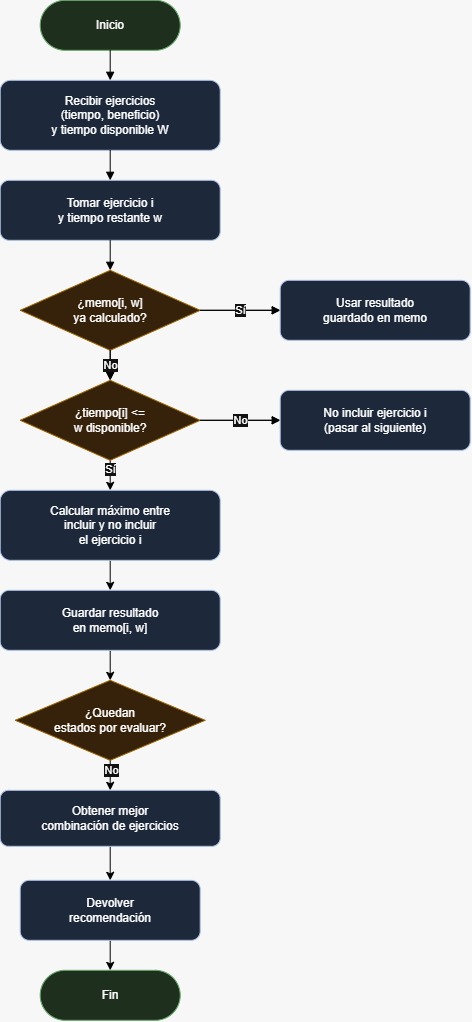 Inicio
Recibir ejercicios
(tiempo, beneficio)
y tiempo disponible W
Tomar ejercicio i
y tiempo restante w
¿memo[i, w]
ya calculado?
Sí
Usar resultado
guardado en memo
No
¿tiempo[i] <=
w disponible?
No
No incluir ejercicio i
(pasar al siguiente)
Sí
Calcular máximo entre
incluir y no incluir
el ejercicio i
Guardar resultado
en memo[i, w]
¿Quedan
estados por evaluar?
No
Obtener mejor
combinación de ejercicios
Devolver
recomendación
Fin